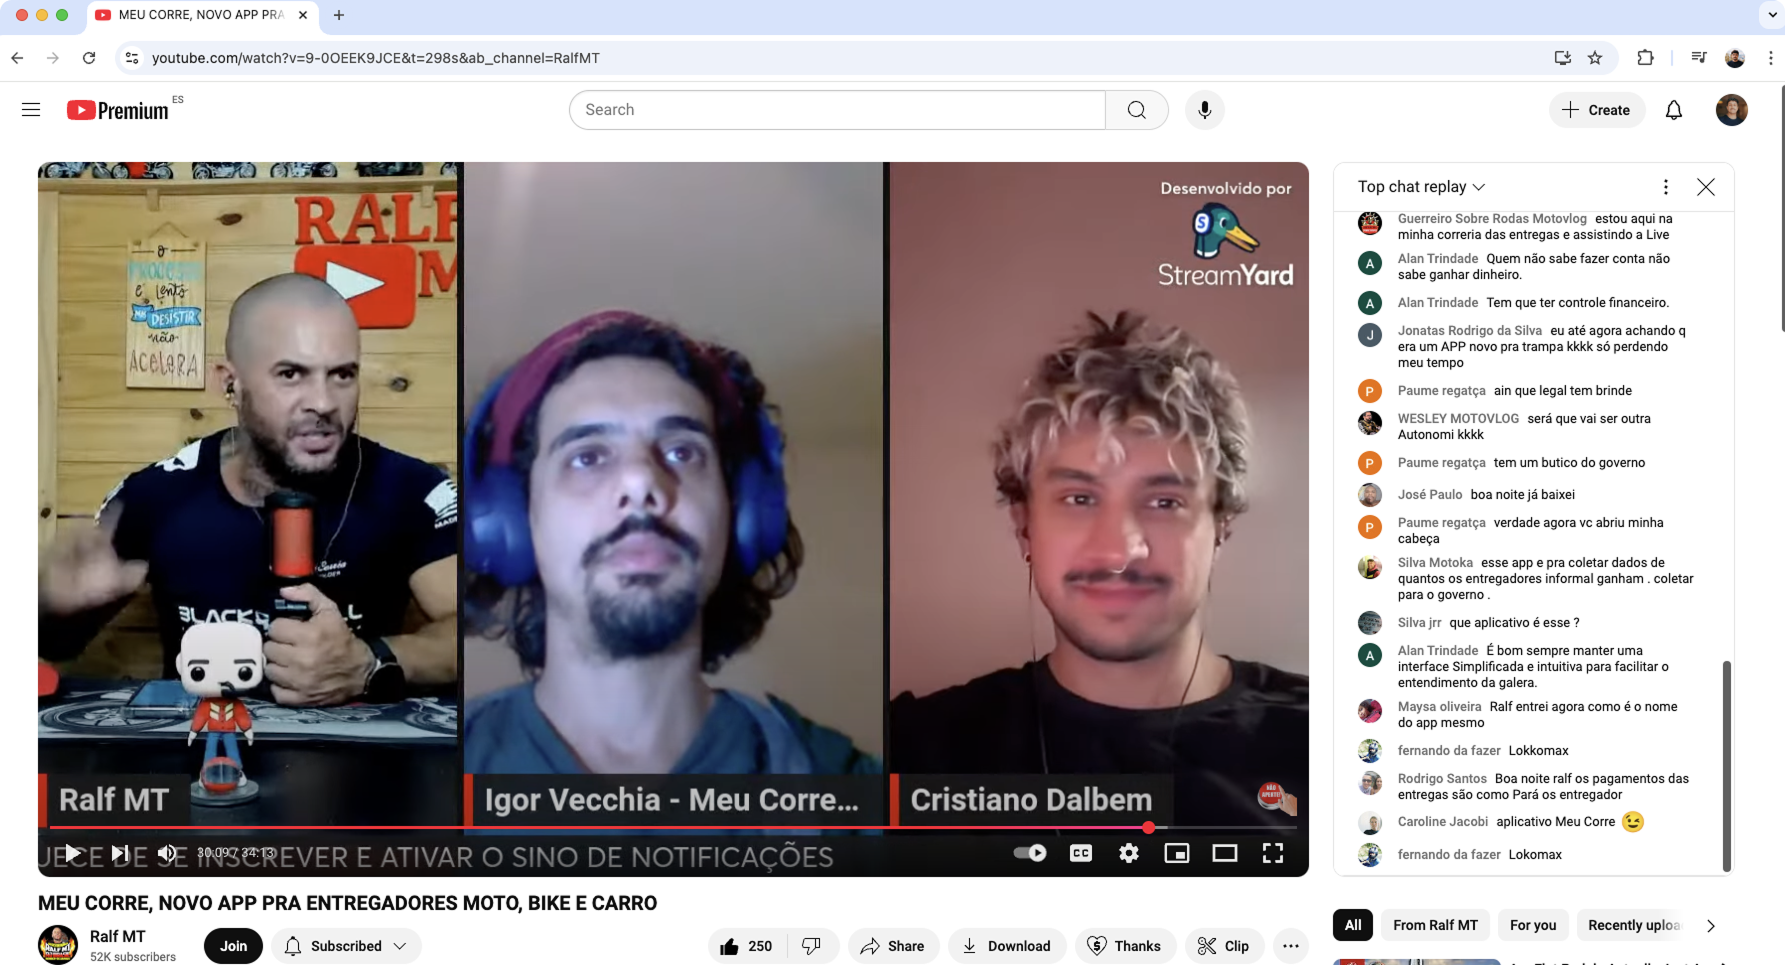 MEU CORRE, NOVO APP PRA
youtube.com/watch?v=9-0OEEK9JCE&t=298s&ab_channel=RalfMT
Premium ES
Search
Create
RALF
M
o
PROCESSO
é lento
MAS DESISTIR
não
ACELERA
Desenvolvido por
S
StreamYard
Ralf MT
Igor Vecchia - Meu Corre...
Cristiano Dalbem
NÃO
APERTE!
30:09 / 34:13
UECE DE SE INSCREVER E ATIVAR O SINO DE NOTIFICAÇÕES
CC
Top chat replay
Guerreiro Sobre Rodas Motovlog estou aqui na
minha correria das entregas e assistindo a Live
A Alan Trindade Quem não sabe fazer conta não
sabe ganhar dinheiro.
A Alan Trindade Tem que ter controle financeiro.
J Jonatas Rodrigo da Silva eu até agora achando q
era um APP novo pra trampa kkkk só perdendo
meu tempo
P Paume regatça ain que legal tem brinde
WESLEY MOTOVLOG será que vai ser outra
Autonomi kkkk
P Paume regatça tem um butico do governo
José Paulo boa noite já baixei
P Paume regatça verdade agora vc abriu minha
cabeça
Silva Motoka esse app e pra coletar dados de
quantos os entregadores informal ganham . coletar
para o governo .
Silva jrr que aplicativo é esse ?
A Alan Trindade É bom sempre manter uma
interface Simplificada e intuitiva para facilitar o
entendimento da galera.
Maysa oliveira Ralf entrei agora como é o nome
do app mesmo
fernando da fazer Lokkomax
Rodrigo Santos Boa noite ralf os pagamentos das
entregas são como Pará os entregador
Caroline Jacobi aplicativo Meu Corre 😉
fernando da fazer Lokomax
MEU CORRE, NOVO APP PRA ENTREGADORES MOTO, BIKE E CARRO
Ralf MT
52K subscribers
Join
Subscribed
250
Share
Download
Thanks
Clip
All
From Ralf MT
For you
Recently uploa